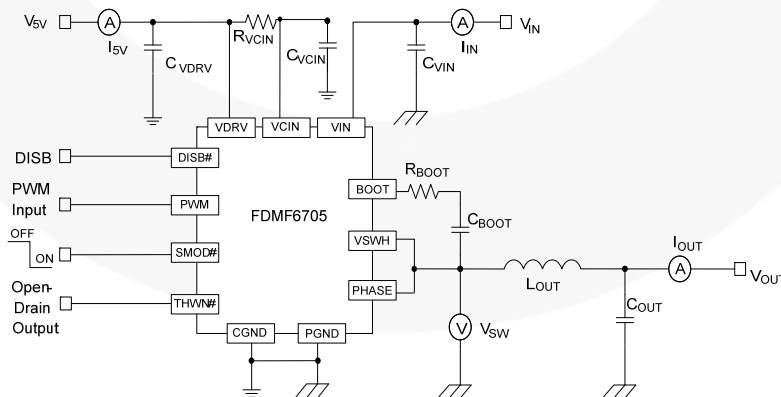 V5V
A
I5V
CVDRV
RVCIN
CVCIN
A
IIN
VIN
CVIN
VDRV
VCIN
VIN
DISB
DISB#
PWM
Input
PWM
OFF
ON
SMOD#
Open-
Drain
Output
THWN#
FDMF6705
BOOT
VSWH
PHASE
CGND
PGND
RBOOT
CBOOT
V
VSW
LOUT
IOUT
A
VOUT
COUT